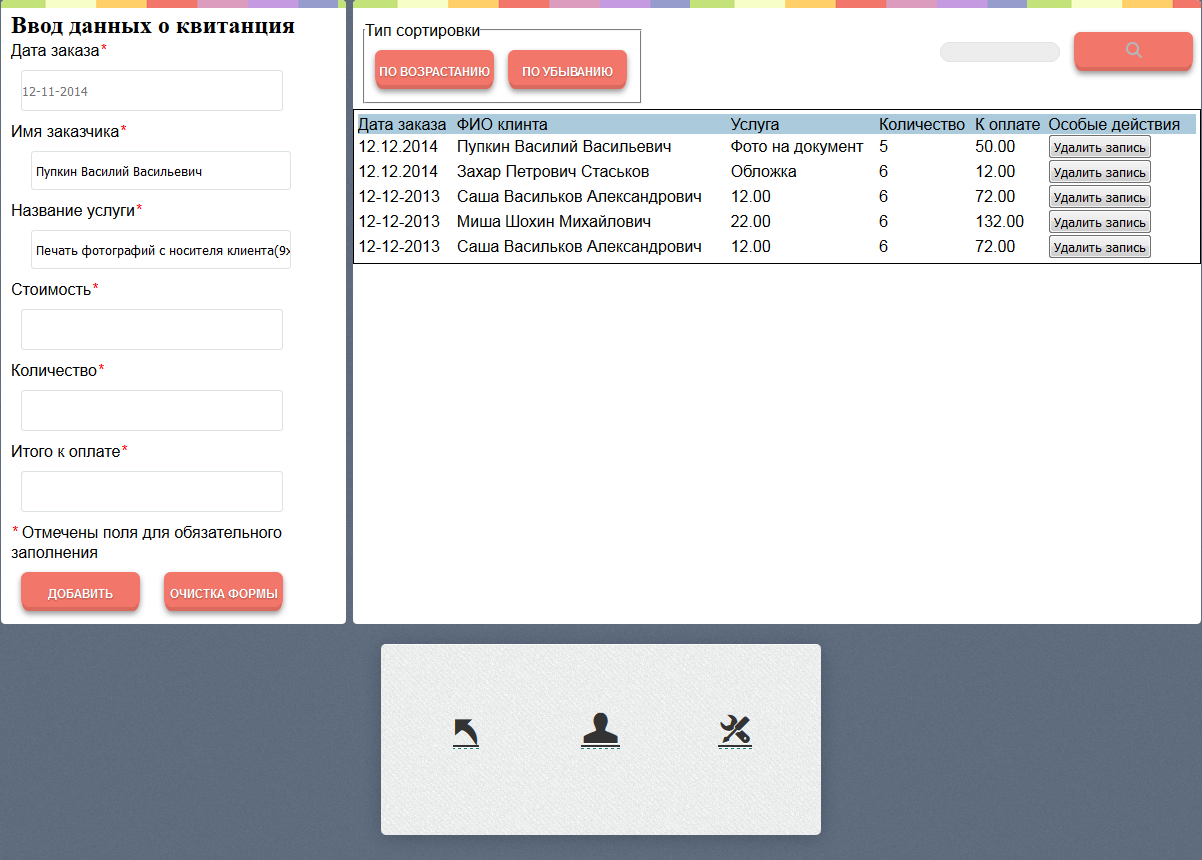 Ввод данных о квитанция
Дата заказа*
12-11-2014
Имя заказчика*
Пупкин Василий Васильевич
Название услуги*
Печать фотографий с носителя клиента(9х
Стоимость*
Количество*
Итого к оплате*
* Отмечены поля для обязательного
заполнения
ДОБАВИТЬ ОЧИСТКА ФОРМЫ
Тип сортировки
ПО ВОЗРАСТАНИЮ ПО УБЫВАНИЮ
Дата заказа ФИО клинта Услуга Количество К оплате Особые действия
12.12.2014 Пупкин Василий Васильевич Фото на документ 5 50.00 Удалить запись
12.12.2014 Захар Петрович Стаськов Обложка 6 12.00 Удалить запись
12-12-2013 Саша Васильков Александрович 12.00 6 72.00 Удалить запись
12-12-2013 Миша Шохин Михайлович 22.00 6 132.00 Удалить запись
12-12-2013 Саша Васильков Александрович 12.00 6 72.00 Удалить запись